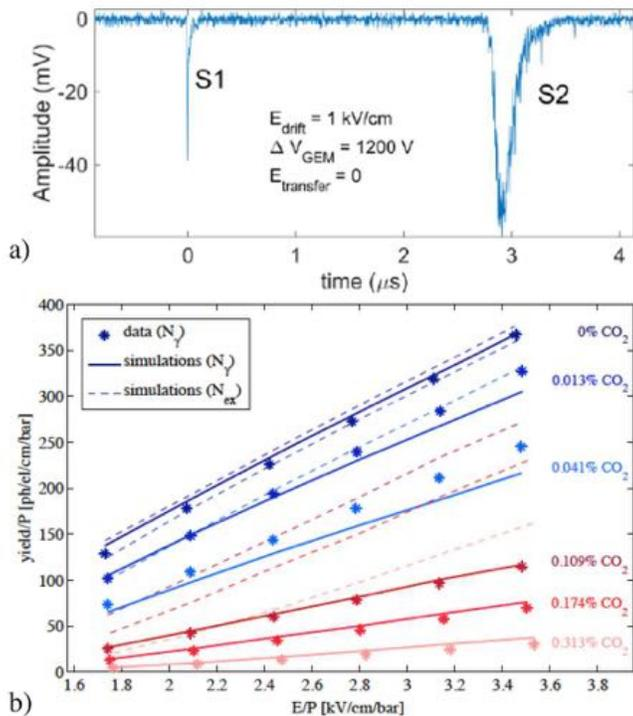 a)
0
-20
-40
Amplitude (mV)
S1
S2
E_drift = 1 kV/cm
Δ V_GEM = 1200 V
E_transfer = 0
0 1 2 3 4
time (μs)
b)
400
350
300
250
200
150
100
50
0
yield/P [ph/el/cm/bar]
data (N_γ)
simulations (N_γ)
simulations (N_ex)
0% CO₂
0.013% CO₂
0.041% CO₂
0.109% CO₂
0.174% CO₂
0.313% CO₂
1.6 1.8 2 2.2 2.4 2.6 2.8 3 3.2 3.4 3.6 3.8
E/P [kV/cm/bar]